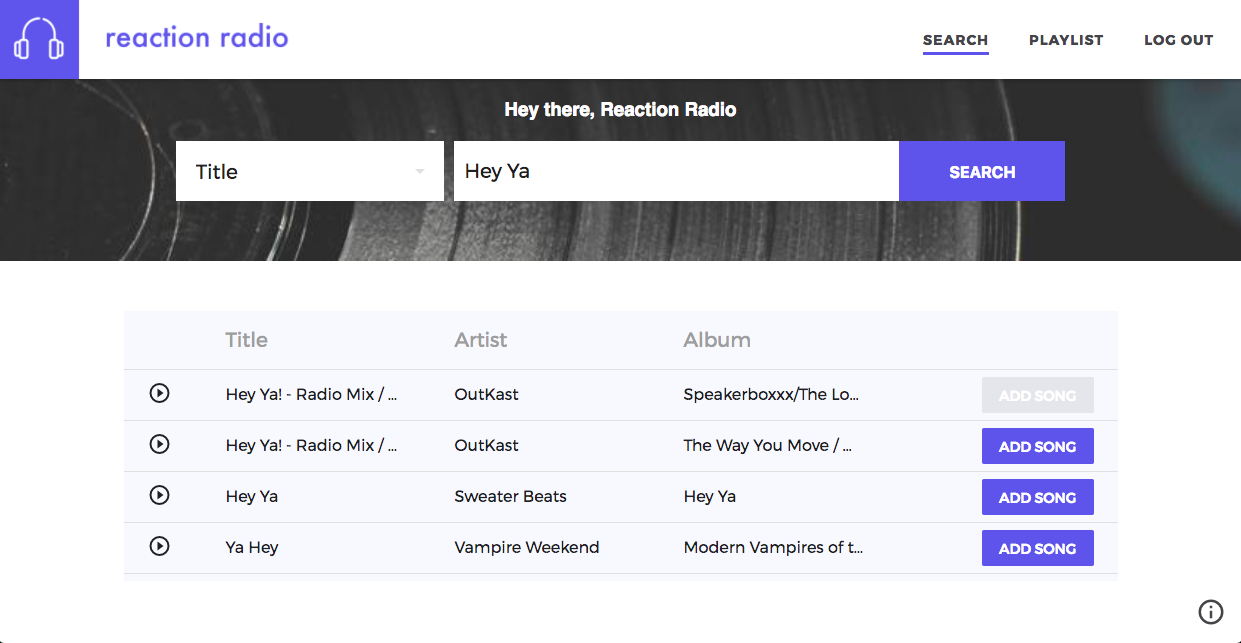 reaction radio
SEARCH PLAYLIST LOG OUT
Hey there, Reaction Radio
Title Hey Ya SEARCH
Title Artist Album
Hey Ya! - Radio Mix / ... OutKast Speakerboxxx/The Lo... ADD SONG
Hey Ya! - Radio Mix / ... OutKast The Way You Move / ... ADD SONG
Hey Ya Sweater Beats Hey Ya ADD SONG
Ya Hey Vampire Weekend Modern Vampires of t... ADD SONG